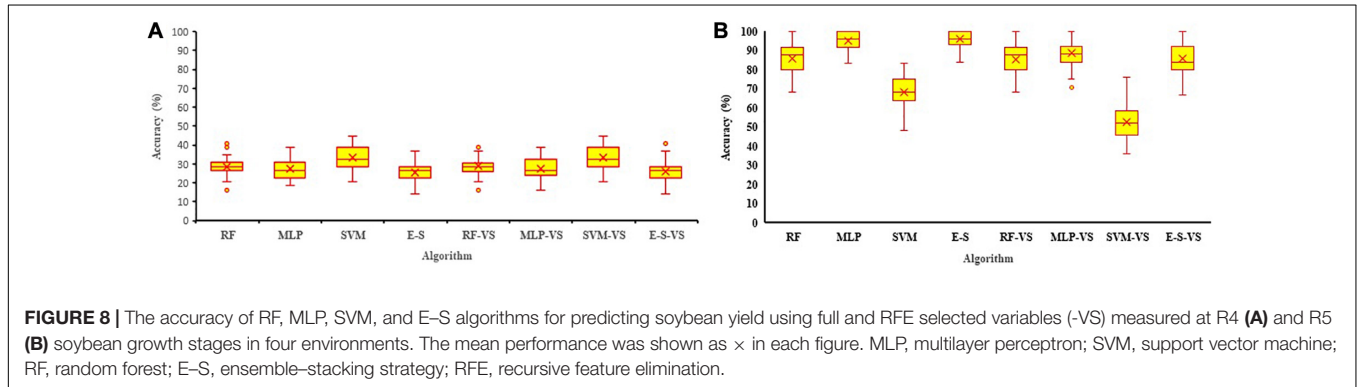 A
B
100
90
80
70
60
50
40
30
20
10
0
Accuracy (%)
RF MLP SVM E-S RF-VS MLP-VS SVM-VS E-S-VS
Algorithm
100
90
80
70
60
50
40
30
20
10
0
Accuracy (%)
RF MLP SVM E-S RF-VS MLP-VS SVM-VS E-S-VS
Algorithm
FIGURE 8 | The accuracy of RF, MLP, SVM, and E–S algorithms for predicting soybean yield using full and RFE selected variables (-VS) measured at R4 (A) and R5
(B) soybean growth stages in four environments. The mean performance was shown as × in each figure. MLP, multilayer perceptron; SVM, support vector machine;
RF, random forest; E–S, ensemble–stacking strategy; RFE, recursive feature elimination.